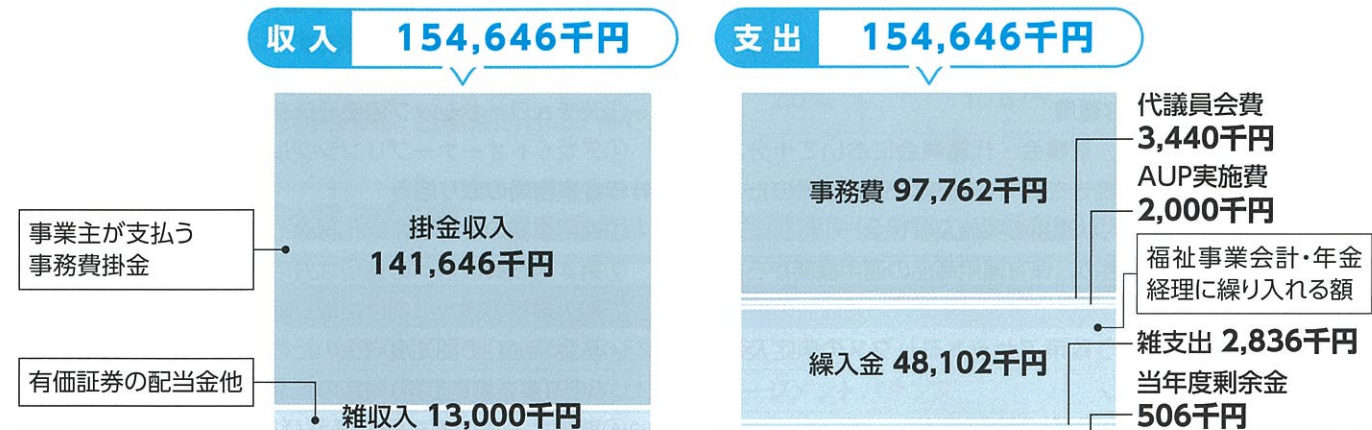 収入 154,646千円
支出 154,646千円
事業主が支払う
事務費掛金
掛金収入
141,646千円
有価証券の配当金他
雑収入 13,000千円
事務費 97,762千円
代議員会費
3,440千円
AUP実施費
2,000千円
福祉事業会計・年金
経理に繰り入れる額
繰入金 48,102千円
雑支出 2,836千円
当年度剰余金
506千円